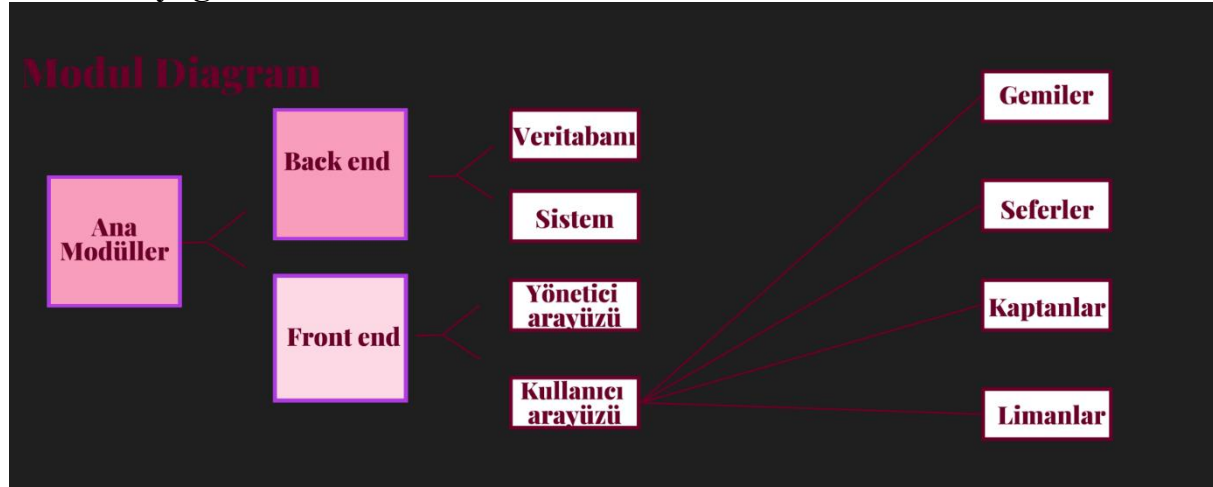 Modul Diagram
Ana
Modüller
Back end
Front end
Veritabanı
Sistem
Yönetici
arayüzü
Kullanıcı
arayüzü
Gemiler
Seferler
Kaptanlar
Limanlar